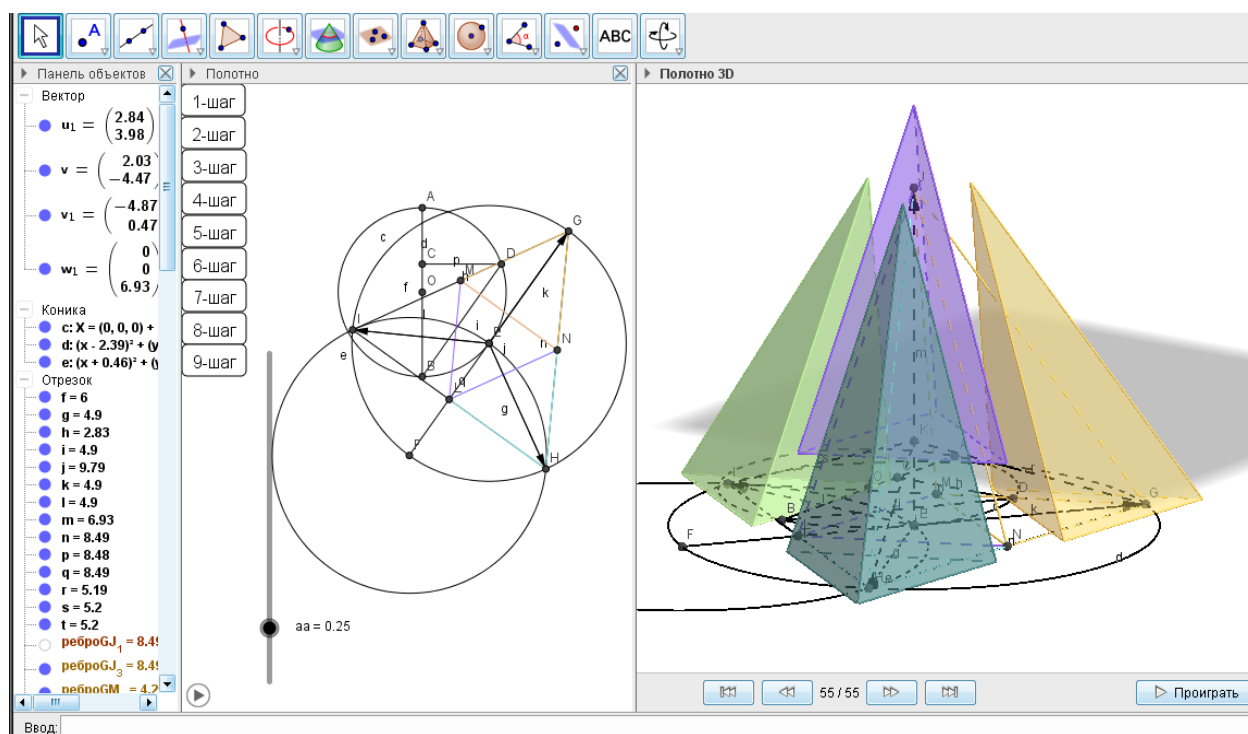 A
α
ABC
Панель объектов
Полотно
Полотно 3D
Вектор
u1 = (2.84
3.98)
v = (2.03
−4.47)
v1 = (−4.87
0.47
w1 = (0
0
6.93)
Коника
c: X = (0, 0, 0) +
d: (x - 2.39)² + (y
e: (x + 0.46)² + (y
Отрезок
f = 6
g = 4.9
h = 2.83
i = 4.9
j = 9.79
k = 4.9
l = 4.9
m = 6.93
n = 8.49
p = 8.48
q = 8.49
r = 5.19
s = 5.2
t = 5.2
реброGJ1 = 8.49
реброGJ3 = 8.49
реброGM = 4.2
1-шаг
2-шаг
3-шаг
4-шаг
5-шаг
6-шаг
7-шаг
8-шаг
9-шаг
A
c
d
G
C
p
D
M
f
O
k
I
i
E
n
N
e
j
B
L
q
g
F
H
aa = 0.25
J
m
K
r
s
D
M
h
G
B
E
k
F
N
d
e
55 / 55
Проиграть
Ввод: